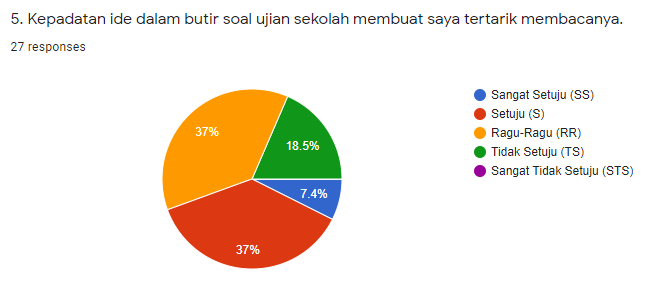 5. Kepadatan ide dalam butir soal ujian sekolah membuat saya tertarik membacanya.
27 responses
Sangat Setuju (SS)
Setuju (S)
Ragu-Ragu (RR)
Tidak Setuju (TS)
Sangat Tidak Setuju (STS)
37%
18.5%
7.4%
37%